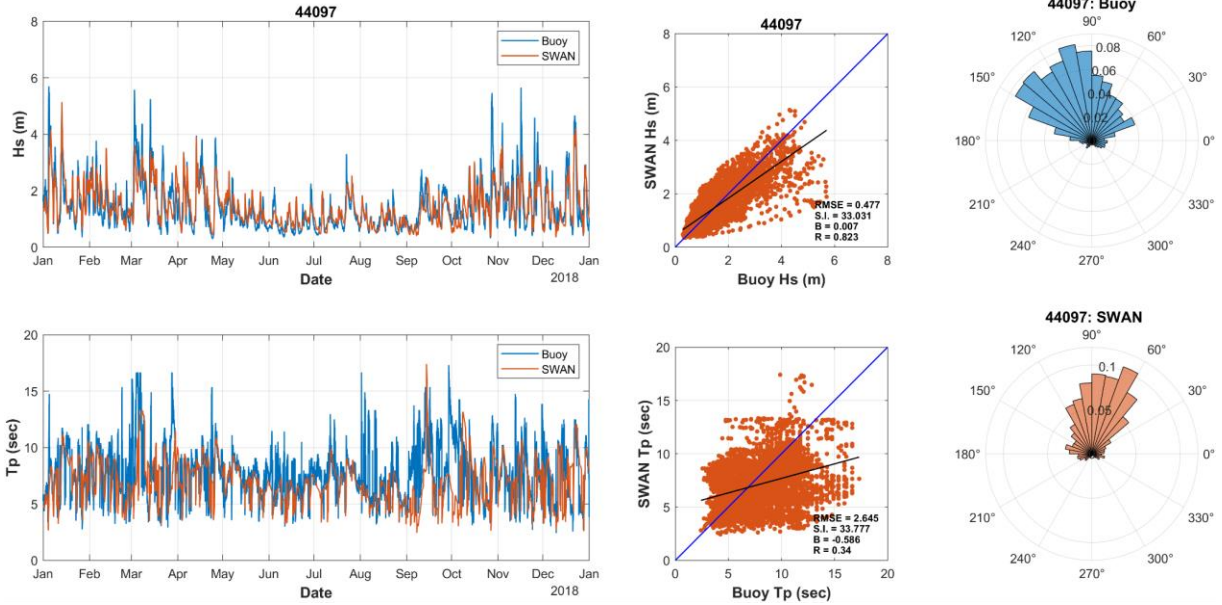 44097
Hs (m)
8
6
4
2
0
Buoy
SWAN
Jan Feb Mar Apr May Jun Jul Aug Sep Oct Nov Dec Jan
Date
2018
44097
SWAN Hs (m)
8
6
4
2
0
RMSE = 0.477
S.I. = 33.031
B = 0.007
R = 0.823
0 2 4 6 8
Buoy Hs (m)
44097: Buoy
90°
120° 60°
0.08
0.06
150° 30°
0.04
0.02
180° 0°
210° 330°
240° 300°
270°
Tp (sec)
20
15
10
5
0
Buoy
SWAN
Jan Feb Mar Apr May Jun Jul Aug Sep Oct Nov Dec Jan
Date
2018
SWAN Tp (sec)
20
15
10
5
0
RMSE = 2.645
S.I. = 33.777
B = -0.586
R = 0.34
0 5 10 15 20
Buoy Tp (sec)
44097: SWAN
90°
120° 60°
0.1
150° 30°
0.05
180° 0°
210° 330°
240° 300°
270°